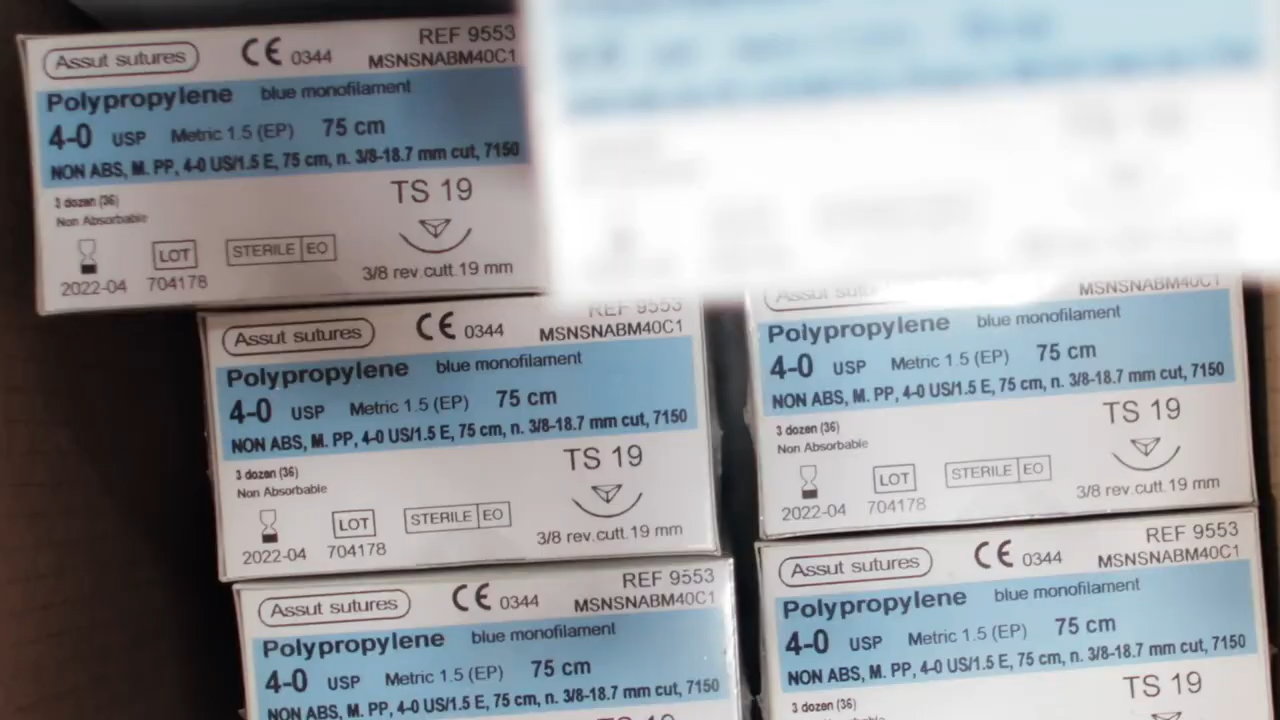 Assut sutures CE 0344 REF 9553
MSNSNABM40C1
Polypropylene blue monofilament
4-0 USP Metric 1.5 (EP) 75 cm
NON ABS, M. PP, 4-0 US/1.5 E, 75 cm, n. 3/8-18.7 mm cut, 7150
3 dozen (36)
Non Absorbable
TS 19
LOT STERILE EO
2022-04 704178
3/8 rev.cutt.19 mm
REF 9553
Assut sutures CE 0344
MSNSNABM40C1
Polypropylene blue monofilament
4-0 USP Metric 1.5 (EP) 75 cm
NON ABS, M. PP, 4-0 US/1.5 E, 75 cm, n. 3/8-18.7 mm cut, 7150
3 dozen (36)
Non Absorbable
TS 19
LOT STERILE EO
2022-04 704178
3/8 rev.cutt.19 mm
Assut MSNSNABM40C1
Polypropylene blue monofilament
4-0 USP Metric 1.5 (EP) 75 cm
NON ABS, M. PP, 4-0 US/1.5 E, 75 cm, n. 3/8-18.7 mm cut, 7150
3 dozen (36)
Non Absorbable
TS 19
LOT STERILE EO
2022-04 704178
3/8 rev.cutt.19 mm
Assut sutures CE 0344 REF 9553
MSNSNABM40C1
Polypropylene blue monofilament
4-0 USP Metric 1.5 (EP) 75 cm
NON ABS, M. PP, 4-0 US/1.5 E, 75 cm, n. 3/8-18.7 mm cut, 7150
TS 19
Assut sutures CE 0344 REF 9553
MSNSNABM40C1
Polypropylene blue monofilament
4-0 USP Metric 1.5 (EP) 75 cm
NON ABS, M. PP, 4-0 US/1.5 E, 75 cm, n. 3/8-18.7 mm cut, 7150
3 dozen (36)
TS 19